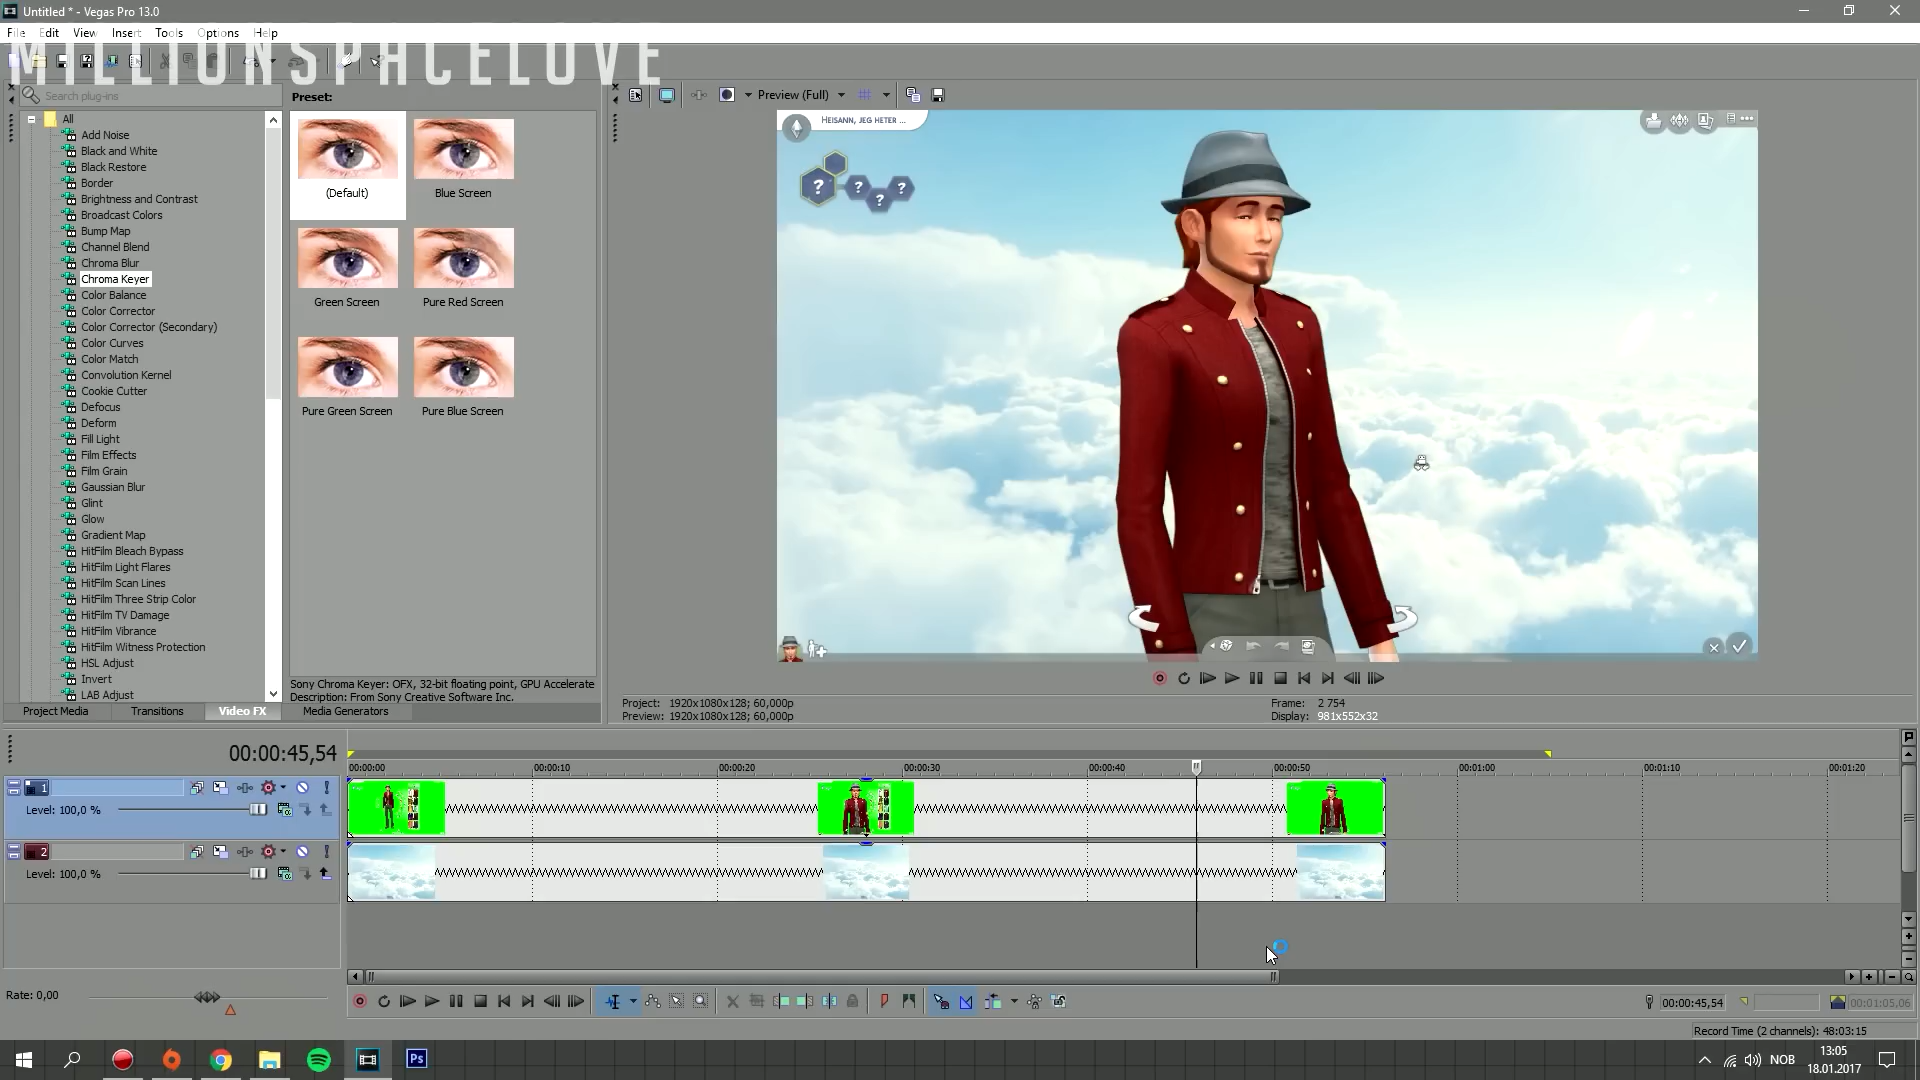 Untitled * - Vegas Pro 13.0
File Edit View Insert Tools Options Help
MILLIONSPACELOVE
Search plug-ins
Preset:
Preview (Full)
All
Add Noise
Black and White
Black Restore
Border
Brightness and Contrast
Broadcast Colors
Bump Map
Channel Blend
Chroma Blur
Chroma Keyer
Color Balance
Color Corrector
Color Corrector (Secondary)
Color Curves
Color Match
Convolution Kernel
Cookie Cutter
Defocus
Deform
Fill Light
Film Effects
Film Grain
Gaussian Blur
Glint
Glow
Gradient Map
HitFilm Bleach Bypass
HitFilm Light Flares
HitFilm Scan Lines
HitFilm Three Strip Color
HitFilm TV Damage
HitFilm Vibrance
HitFilm Witness Protection
HSL Adjust
Invert
LAB Adjust
(Default) Blue Screen
Green Screen Pure Red Screen
Pure Green Screen Pure Blue Screen
Sony Chroma Keyer: OFX, 32-bit floating point, GPU Accelerate
Description: From Sony Creative Software Inc.
Project Media Transitions Video FX Media Generators
HEISANN, JEG HETER ...
? ? ? ?
Project: 1920x1080x128; 60,000p
Preview: 1920x1080x128; 60,000p
Frame: 2 754
Display: 981x552x32
00:00:45,54
00:00:00 00:00:10 00:00:20 00:00:30 00:00:40 00:00:50 00:01:00 00:01:10 00:01:20
1
Level: 100,0 %
2
Level: 100,0 %
Rate: 0,00
00:00:45,54
00:01:05,06
Record Time (2 channels): 48:03:15
Ps
NOB
13:05
18.01.2017